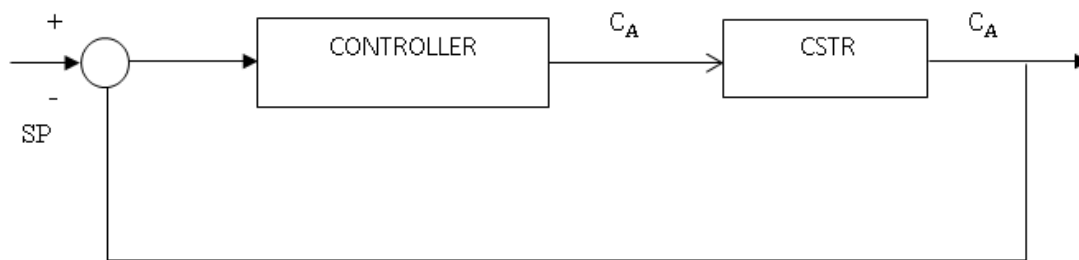 +
CONTROLLER
C_A
CSTR
C_A
-
SP